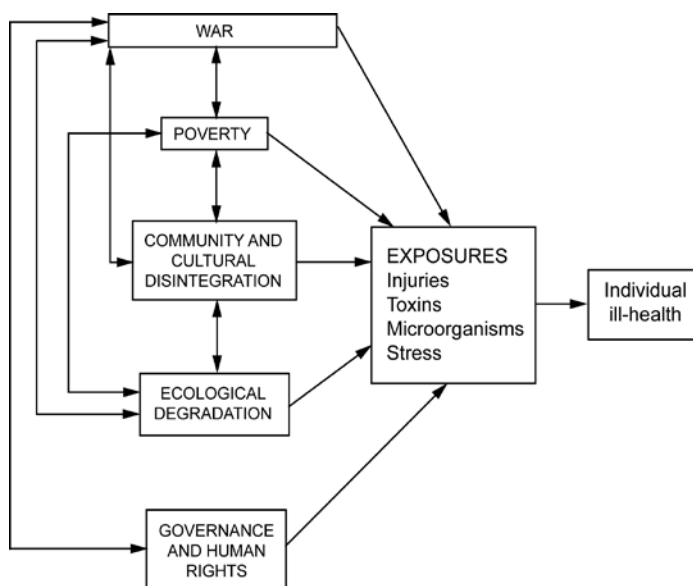 WAR
POVERTY
COMMUNITY AND
CULTURAL
DISINTEGRATION
ECOLOGICAL
DEGRADATION
GOVERNANCE
AND HUMAN
RIGHTS
EXPOSURES
Injuries
Toxins
Microorganisms
Stress
Individual
ill-health